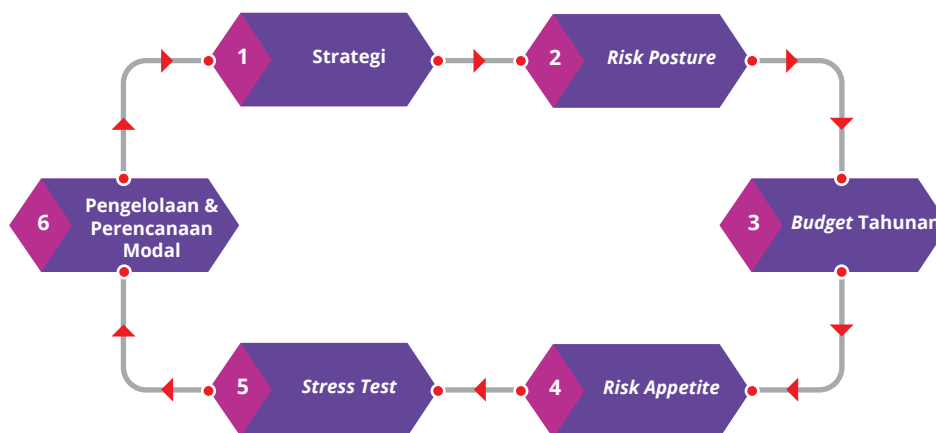 1
Strategi
2
Risk Posture
3
Budget Tahunan
4
Risk Appetite
5
Stress Test
6
Pengelolaan &
Perencanaan
Modal